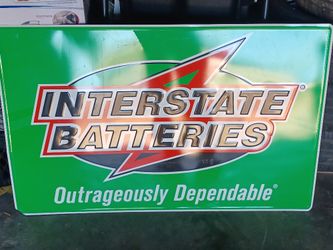 INTERSTATE®
BATTERIES
Outrageously Dependable®